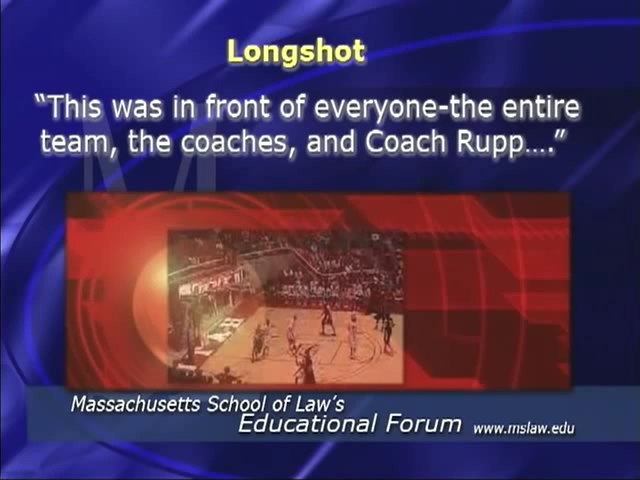 Longshot
“This was in front of everyone-the entire
team, the coaches, and Coach Rupp….”
M
Massachusetts School of Law's
Educational Forum www.mslaw.edu